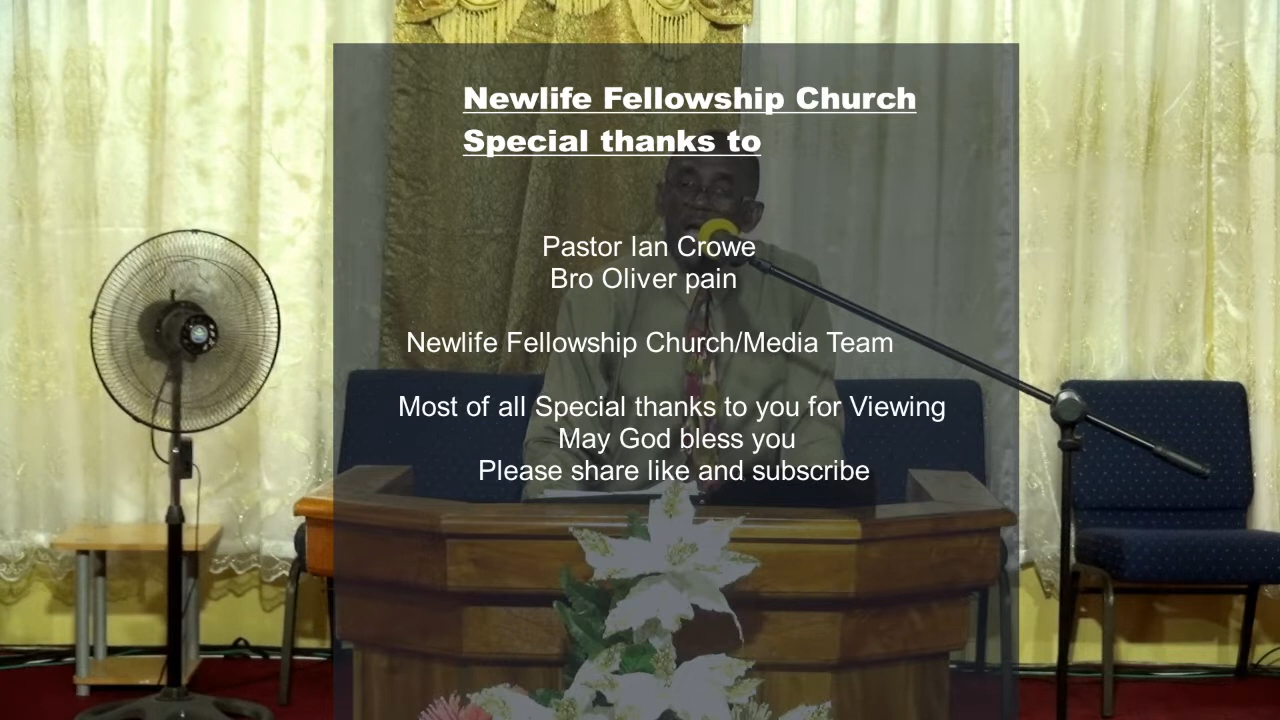 Newlife Fellowship Church
Special thanks to
Pastor Ian Crowe
Bro Oliver pain
Newlife Fellowship Church/Media Team
Most of all Special thanks to you for Viewing
May God bless you
Please share like and subscribe